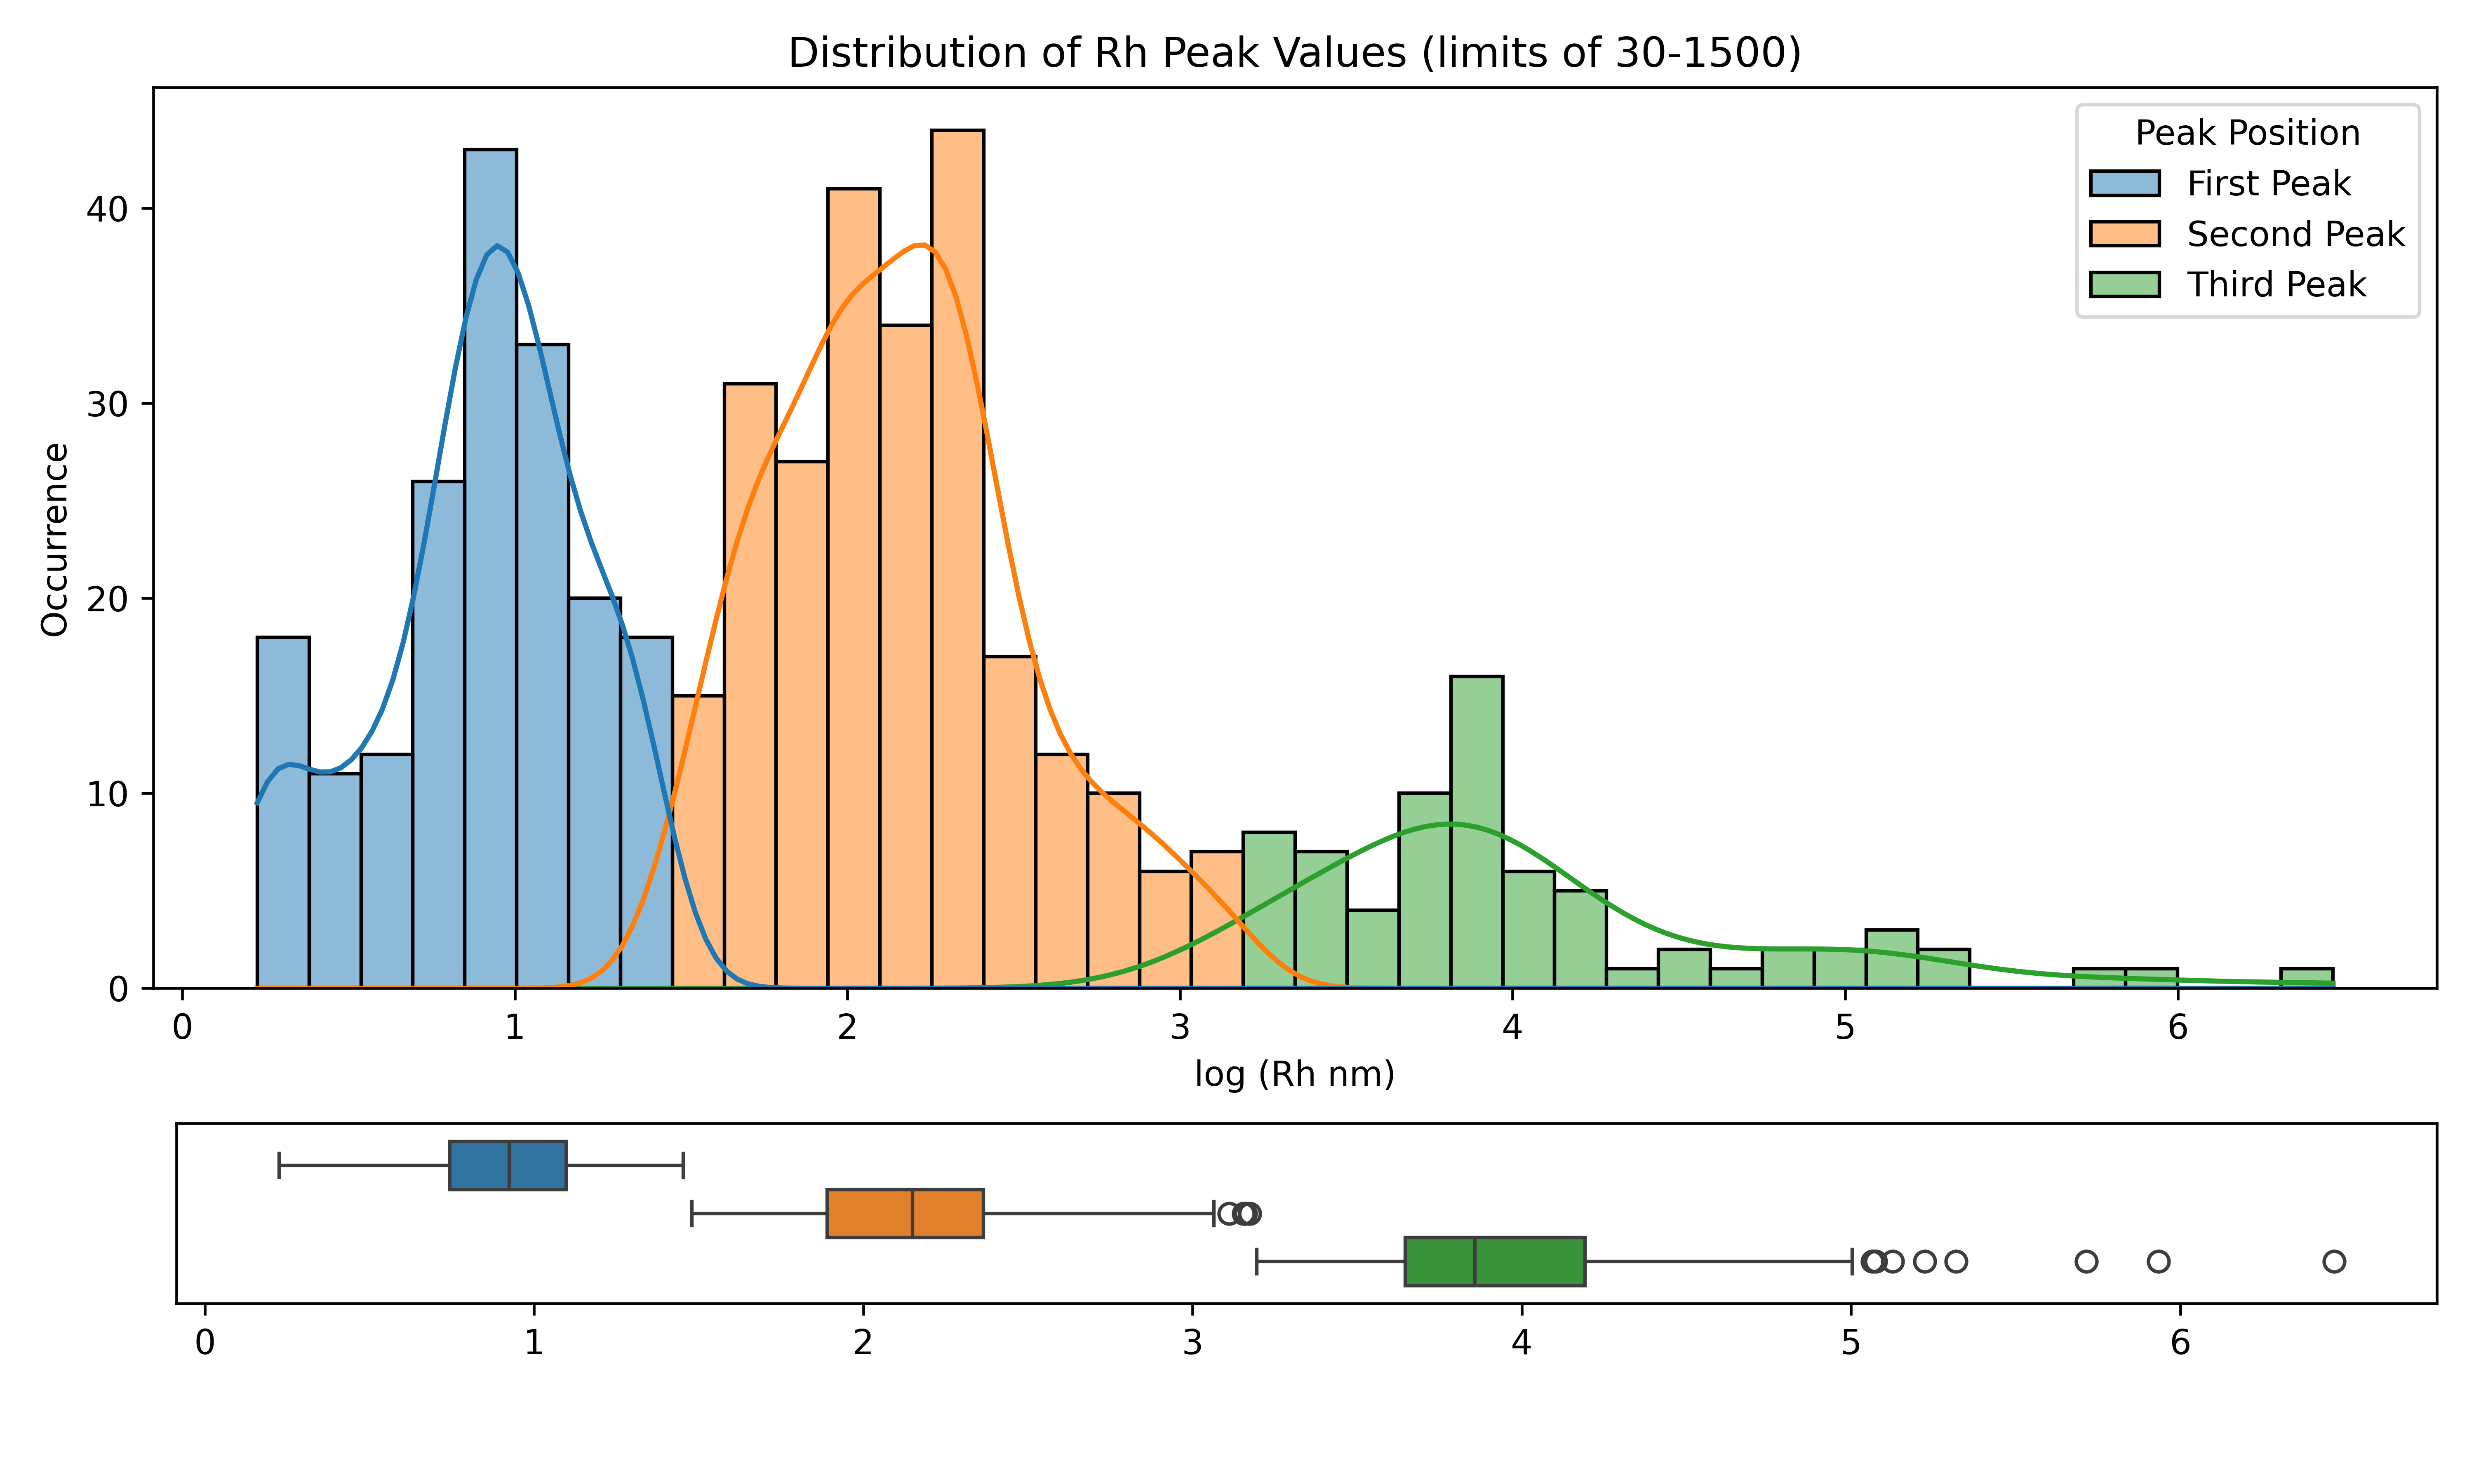 Distribution of Rh Peak Values (limits of 30-1500)
Peak Position
First Peak
Second Peak
Third Peak
Occurrence
40
30
20
10
0
0 1 2 3 4 5 6
log (Rh nm)
0 1 2 3 4 5 6